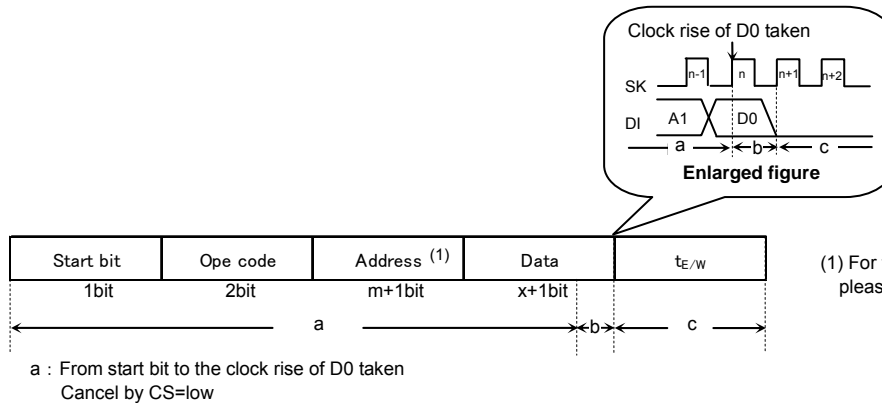 Clock rise of D0 taken
SK n-1 n n+1 n+2
DI A1 D0
a b c
Enlarged figure
Start bit Ope code Address (1) Data tE/W
1bit 2bit m+1bit x+1bit
a b c
(1) For
pleas
a : From start bit to the clock rise of D0 taken
Cancel by CS=low